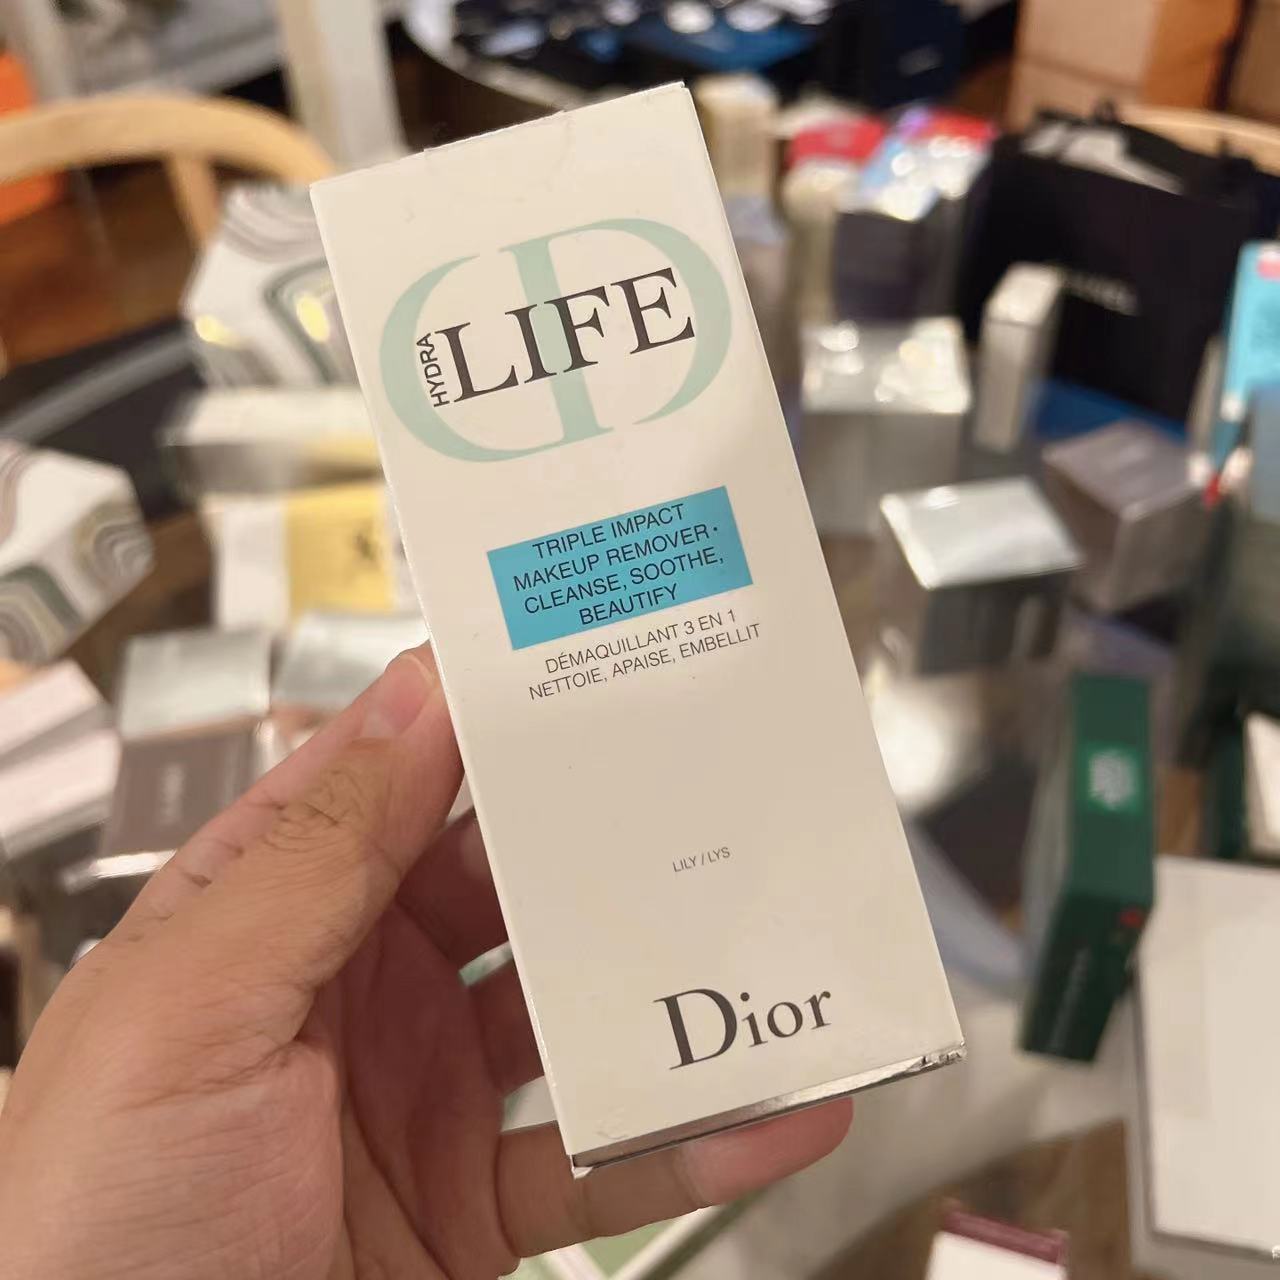 HYDRA
LIFE
TRIPLE IMPACT
MAKEUP REMOVER •
CLEANSE, SOOTHE,
BEAUTIFY
DÉMAQUILLANT 3 EN 1
NETTOIE, APAISE, EMBELLIT
LILY / LYS
Dior